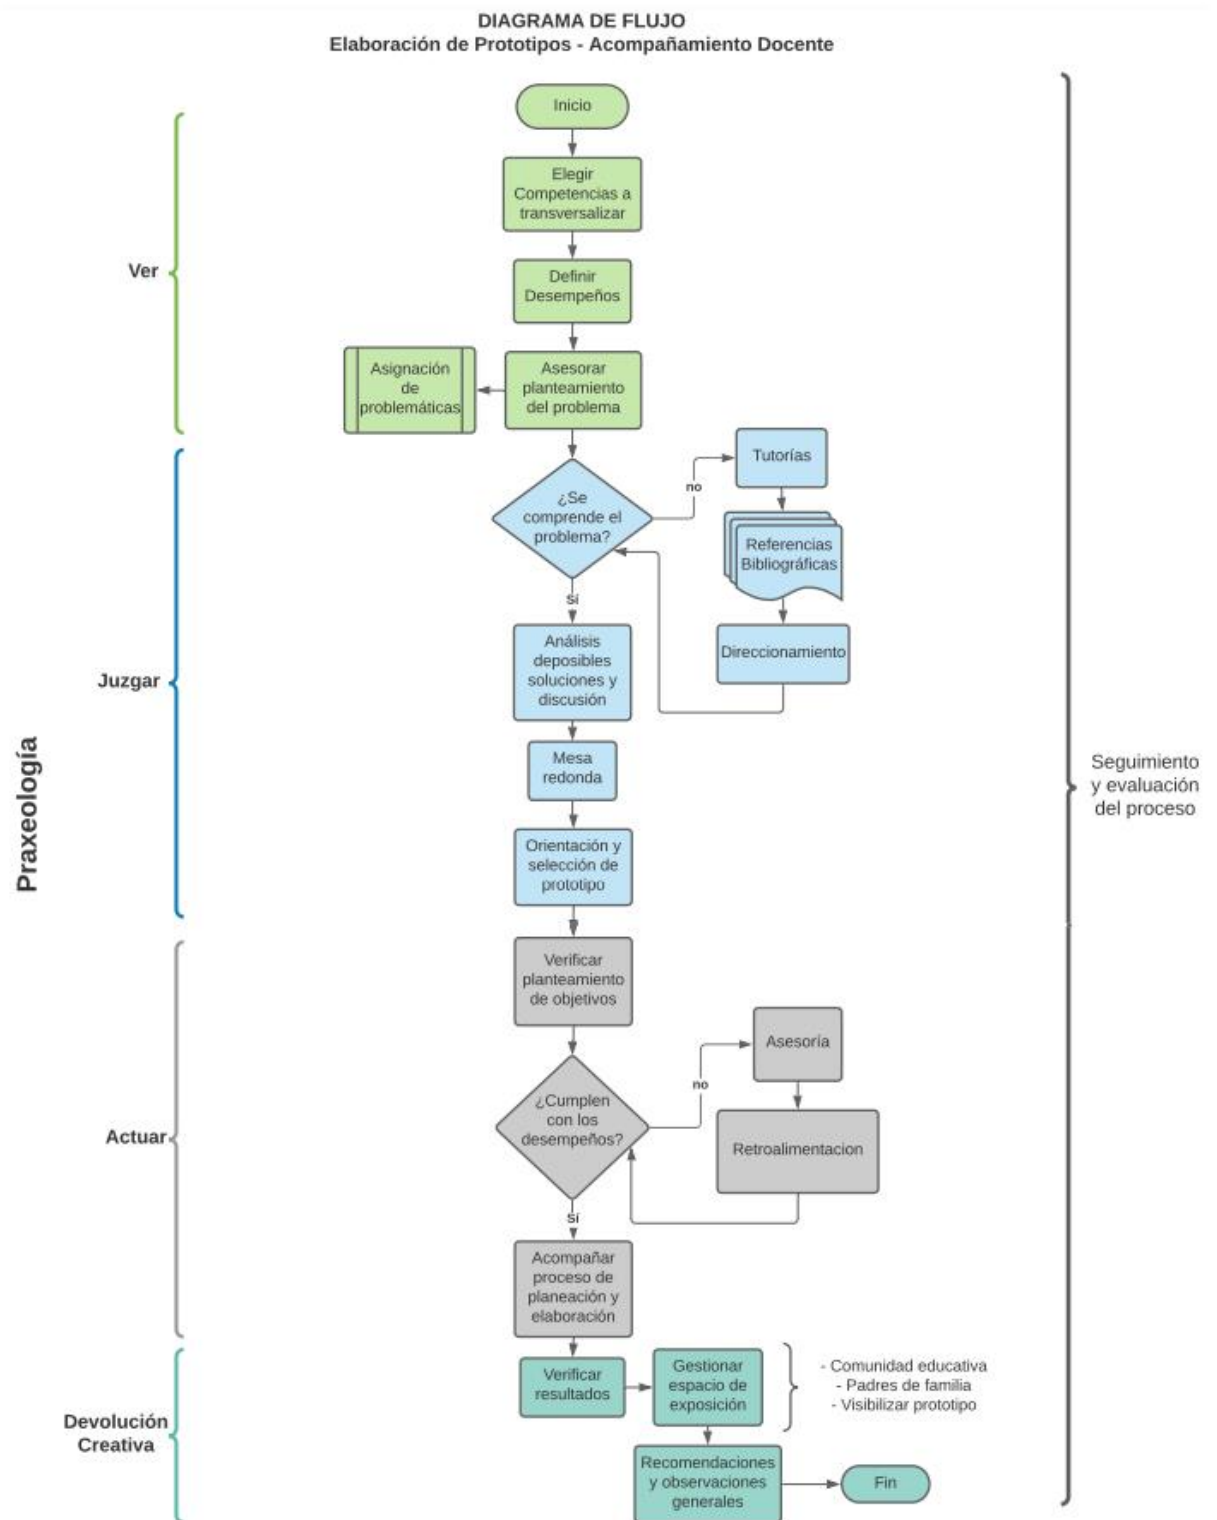 DIAGRAMA DE FLUJO
Elaboración de Prototipos - Acompañamiento Docente
Inicio
Elegir
Competencias a
transversalizar
Ver
Definir
Desempeños
Asignación
de
problemáticas
Asesorar
planteamiento
del problema
Tutorías
no
¿Se
comprende el
problema?
Referencias
Bibliográficas
Sí
Análisis
deposibles
soluciones y
discusión
Direccionamiento
Juzgar
Mesa
redonda
Praxeología
Seguimiento
y evaluación
del proceso
Orientación y
selección de
prototipo
Verificar
planteamiento
de objetivos
Asesoría
no
¿Cumplen
con los
desempeños?
Actuar
Retroalimentacion
Sí
Acompañar
proceso de
planeación y
elaboración
Verificar
resultados
Gestionar
espacio de
exposición
- Comunidad educativa
- Padres de familia
- Visibilizar prototipo
Devolución
Creativa
Recomendaciones
y observaciones
generales
Fin